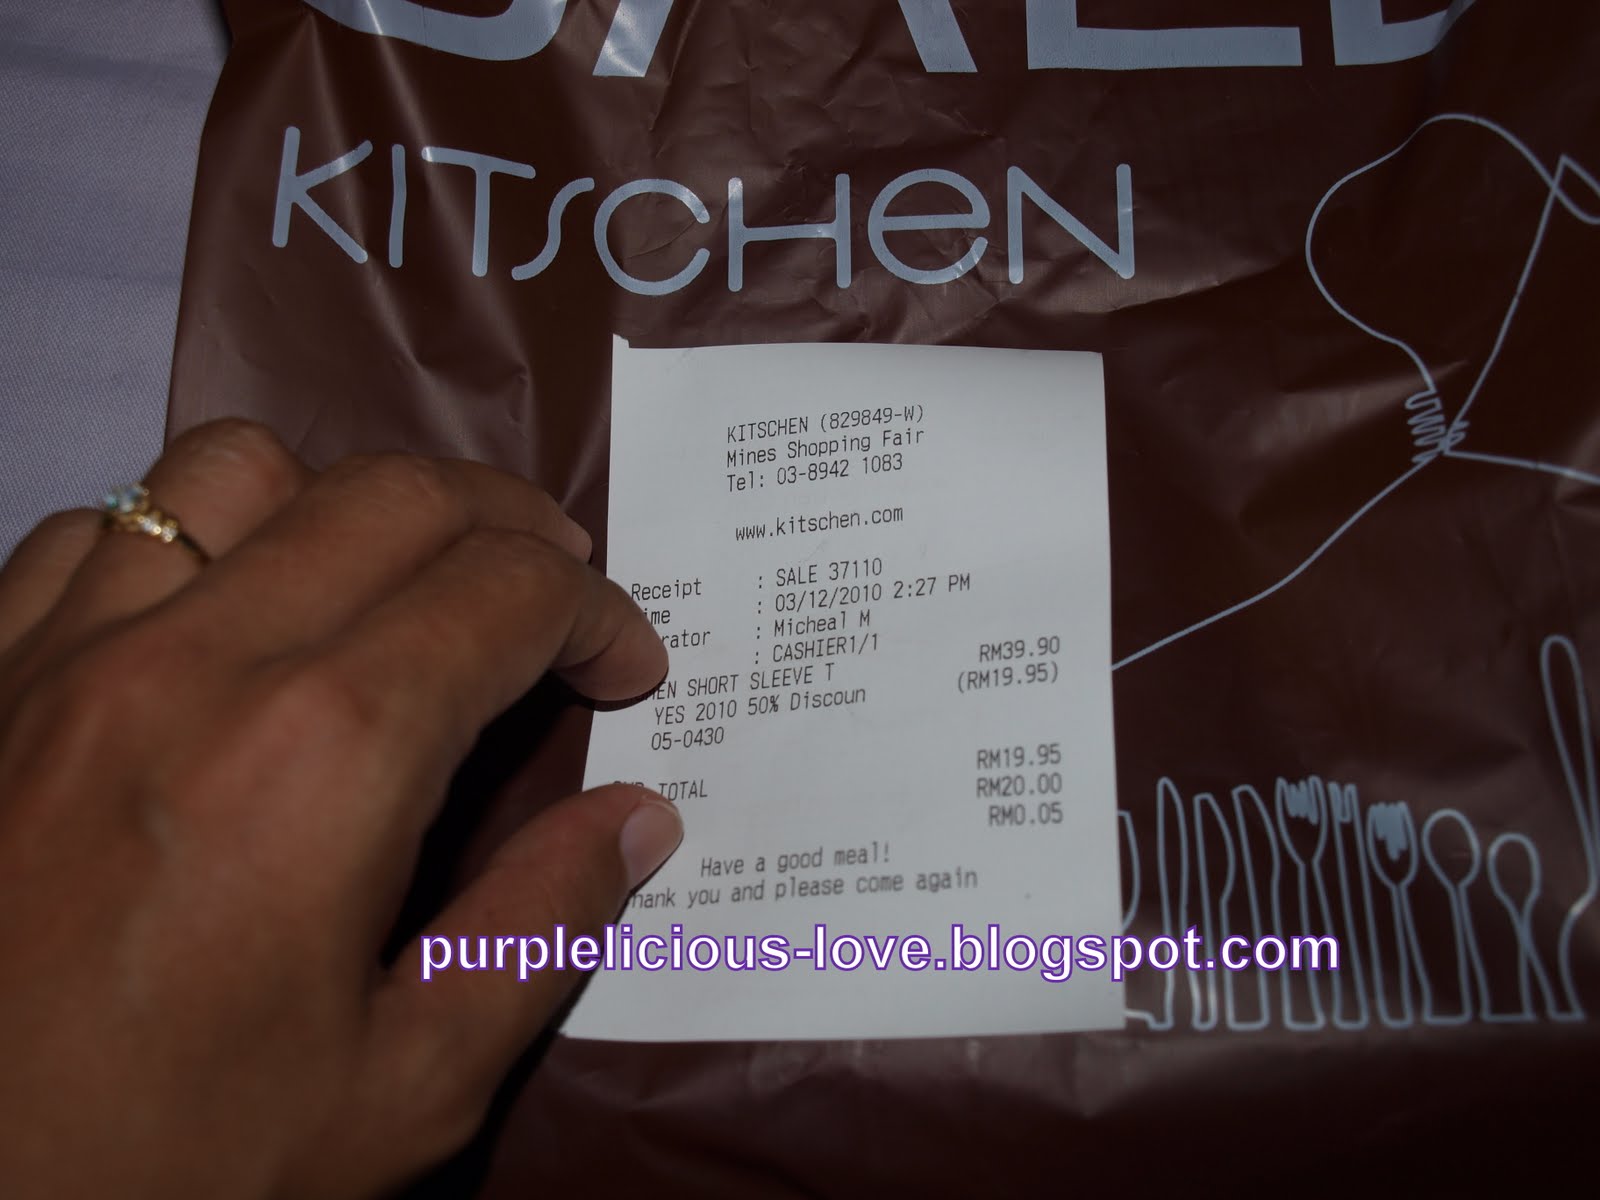 KITSCHEN
KITSCHEN (829849-W)
Mines Shopping Fair
Tel: 03-8942 1083
www.kitschen.com
Receipt : SALE 37110
: 03/12/2010 2:27 PM
: Micheal M
: CASHIER1/1
SHORT SLEEVE T RM39.90
YES 2010 50% Discoun (RM19.95)
05-0430
RM19.95
TOTAL RM20.00
RM0.05
Have a good meal!
you and please come again
purplelicious-love.blogspot.com